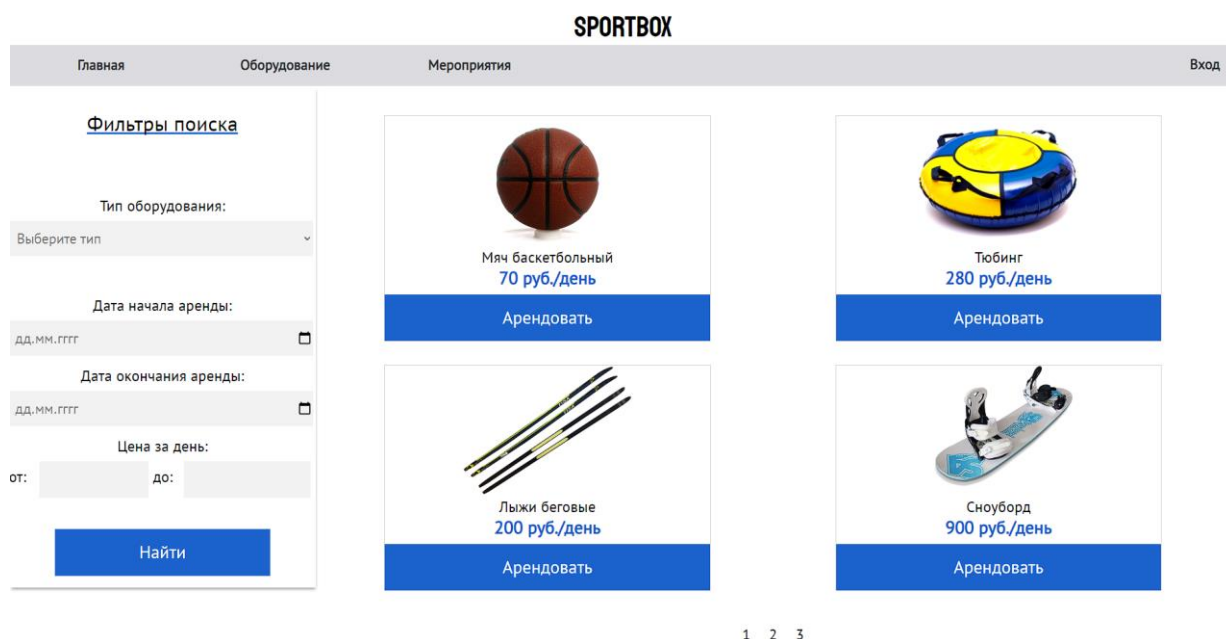 SPORTBOX
Главная Оборудование Мероприятия Вход
Фильтры поиска
Тип оборудования:
Выберите тип
Дата начала аренды:
дд.мм.гггг
Дата окончания аренды:
дд.мм.гггг
Цена за день:
от: до:
Найти
Мяч баскетбольный
70 руб./день
Арендовать
Тюбинг
280 руб./день
Арендовать
Лыжи беговые
200 руб./день
Арендовать
Сноуборд
900 руб./день
Арендовать
1 2 3